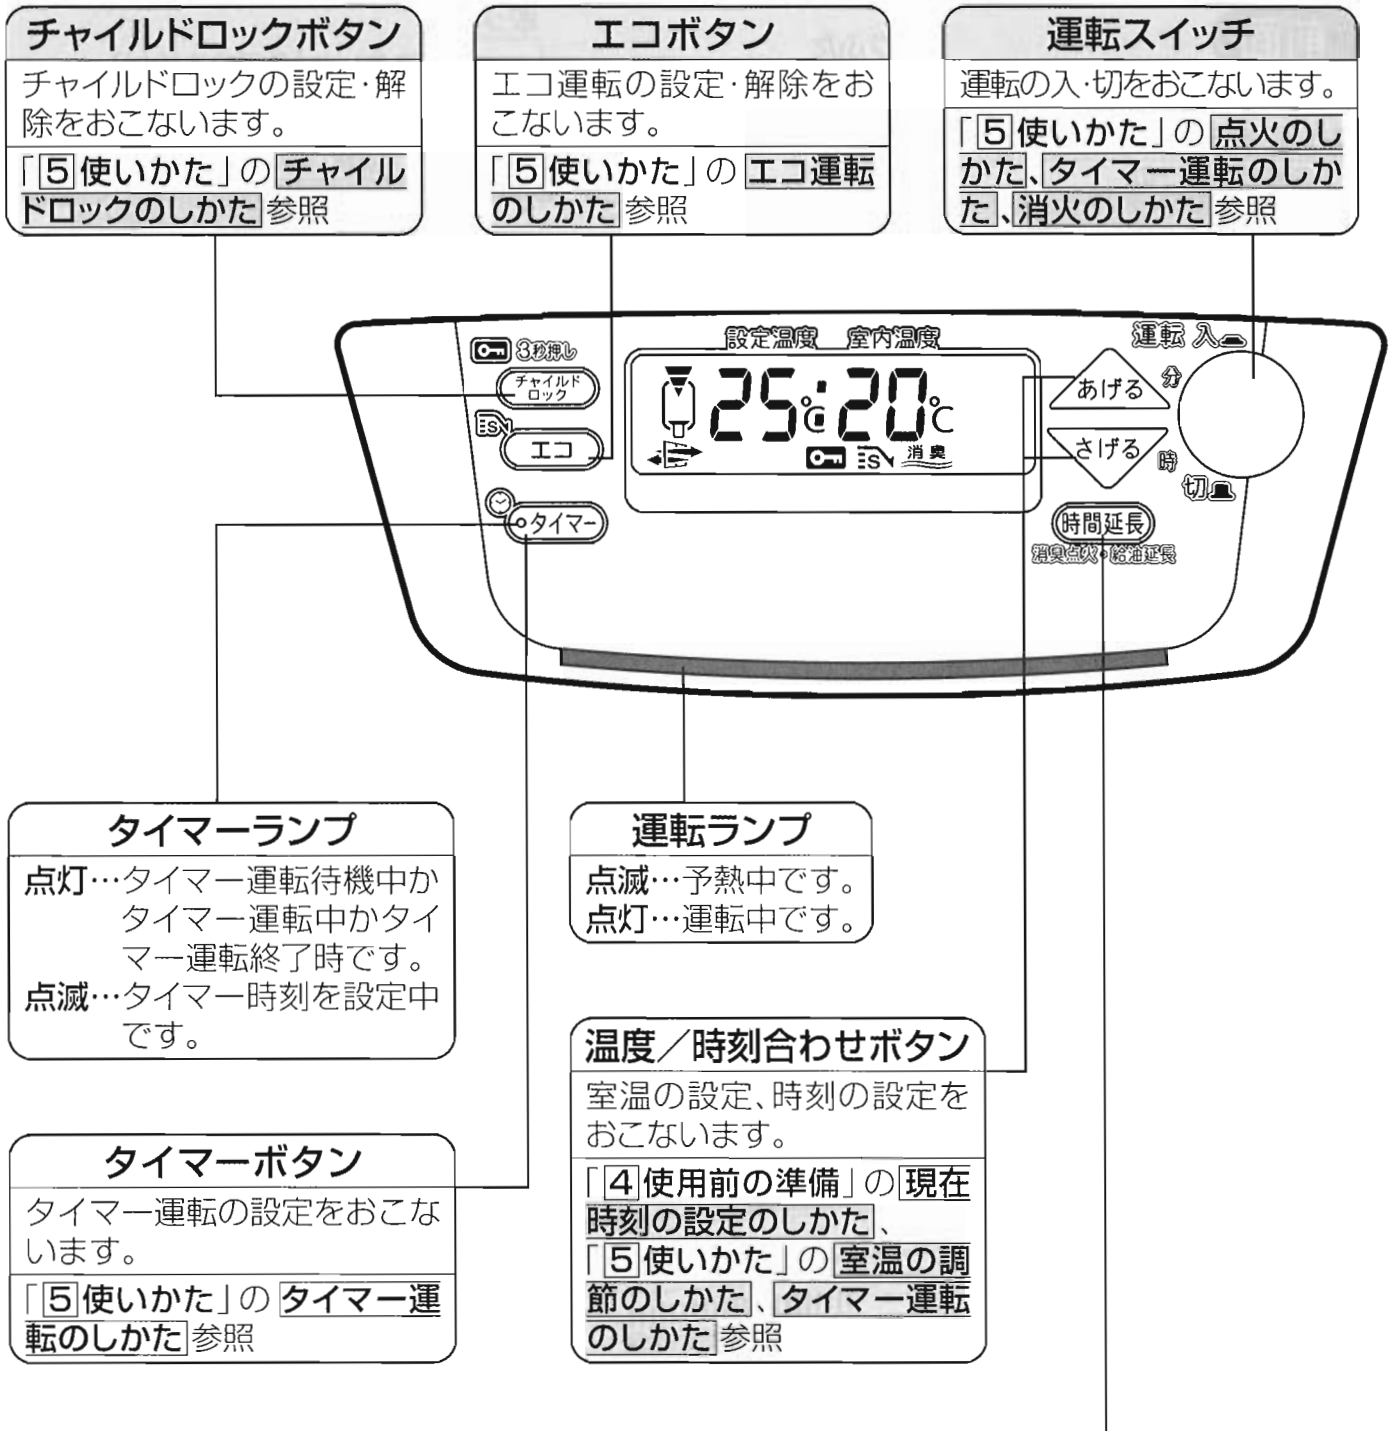 チャイルドロックボタン
チャイルドロックの設定・解
除をおこないます。
「5使いかた」の チャイル
ドロックのしかた 参照
エコボタン
エコ運転の設定・解除をお
こないます。
「5使いかた」の エコ運転
のしかた 参照
運転スイッチ
運転の入・切をおこないます。
「5使いかた」の 点火のし
かた、タイマー運転のしか
た、消火のしかた 参照
3秒押し
チャイルド
ロック
エコ
タイマー
設定温度 室内温度
25℃:20℃
S 消臭
運転 入
あげる 分
さげる 時
切
時間延長
消臭点火・給油延長
タイマーランプ
点灯…タイマー運転待機中か
タイマー運転中かタイ
マー運転終了時です。
点滅…タイマー時刻を設定中
です。
運転ランプ
点滅…予熱中です。
点灯…運転中です。
タイマーボタン
タイマー運転の設定をおこな
います。
「5使いかた」の タイマー運
転のしかた 参照
温度／時刻合わせボタン
室温の設定、時刻の設定を
おこないます。
「4使用前の準備」の 現在
時刻の設定のしかた、
「5使いかた」の 室温の調
節のしかた、タイマー運転
のしかた 参照